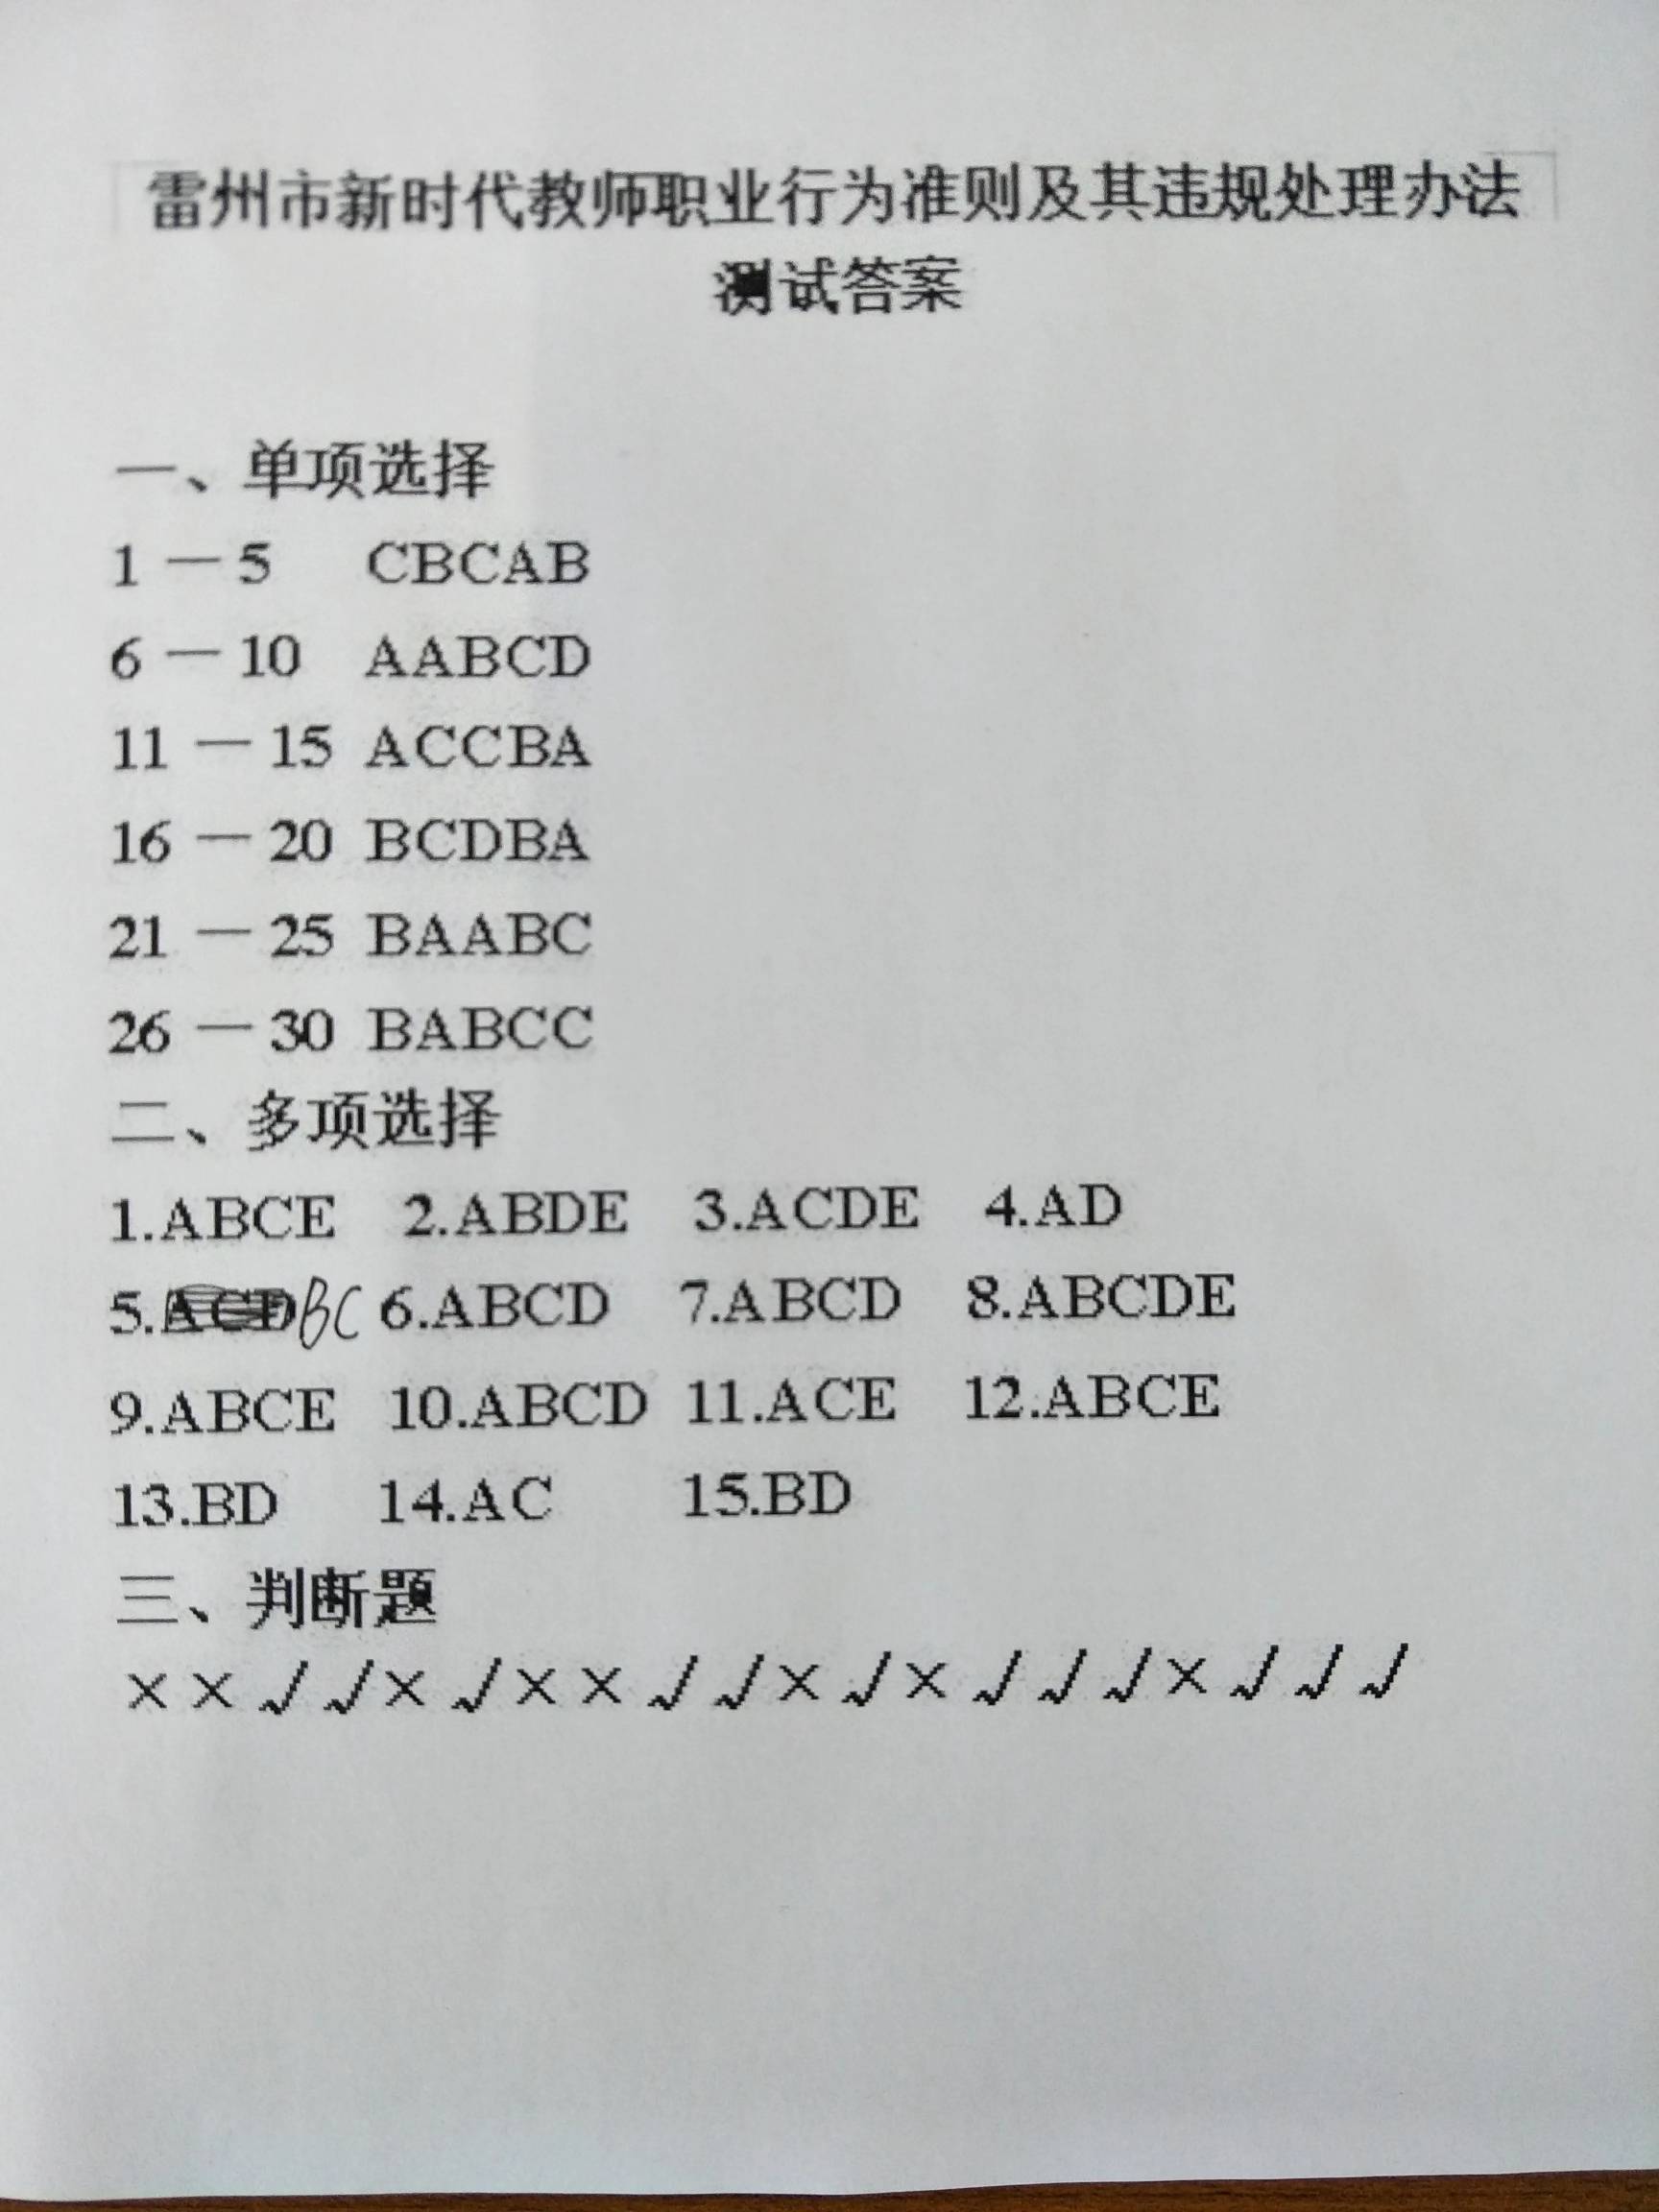 雷州市新时代教师职业行为准则及其违规处理办法
测试答案
一、单项选择
1－5 CBCAB
6－10 AABCD
11－15 ACCBA
16－20 BCDBA
21－25 BAABC
26－30 BABCC
二、多项选择
1.ABCE 2.ABDE 3.ACDE 4.AD
5.ACD BC 6.ABCD 7.ABCD 8.ABCDE
9.ABCE 10.ABCD 11.ACE 12.ABCE
13.BD 14.AC 15.BD
三、判断题
××√√×√××√√×√×√√√×√√√